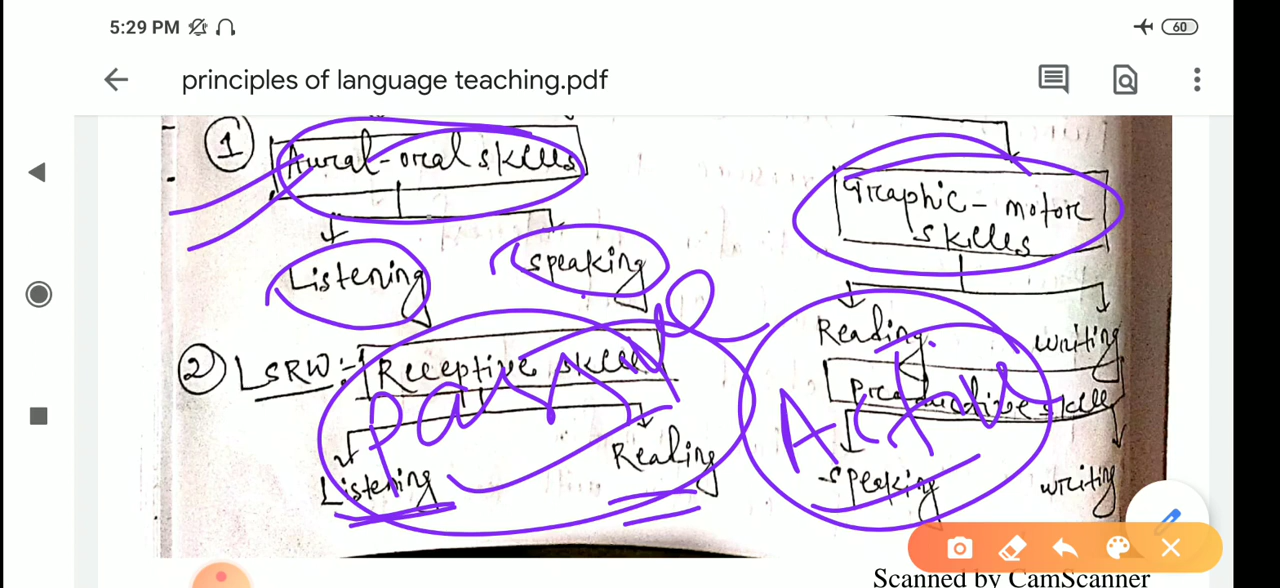 5:29 PM
60
principles of language teaching.pdf
1
Aural-oral skills
Graphic-motor
skills
Listening
speaking
Reading
writing
2 LSRW:- Receptive skill
Productive skill
passive
Active
Listening
Reading
speaking
writing
Scanned by CamScanner